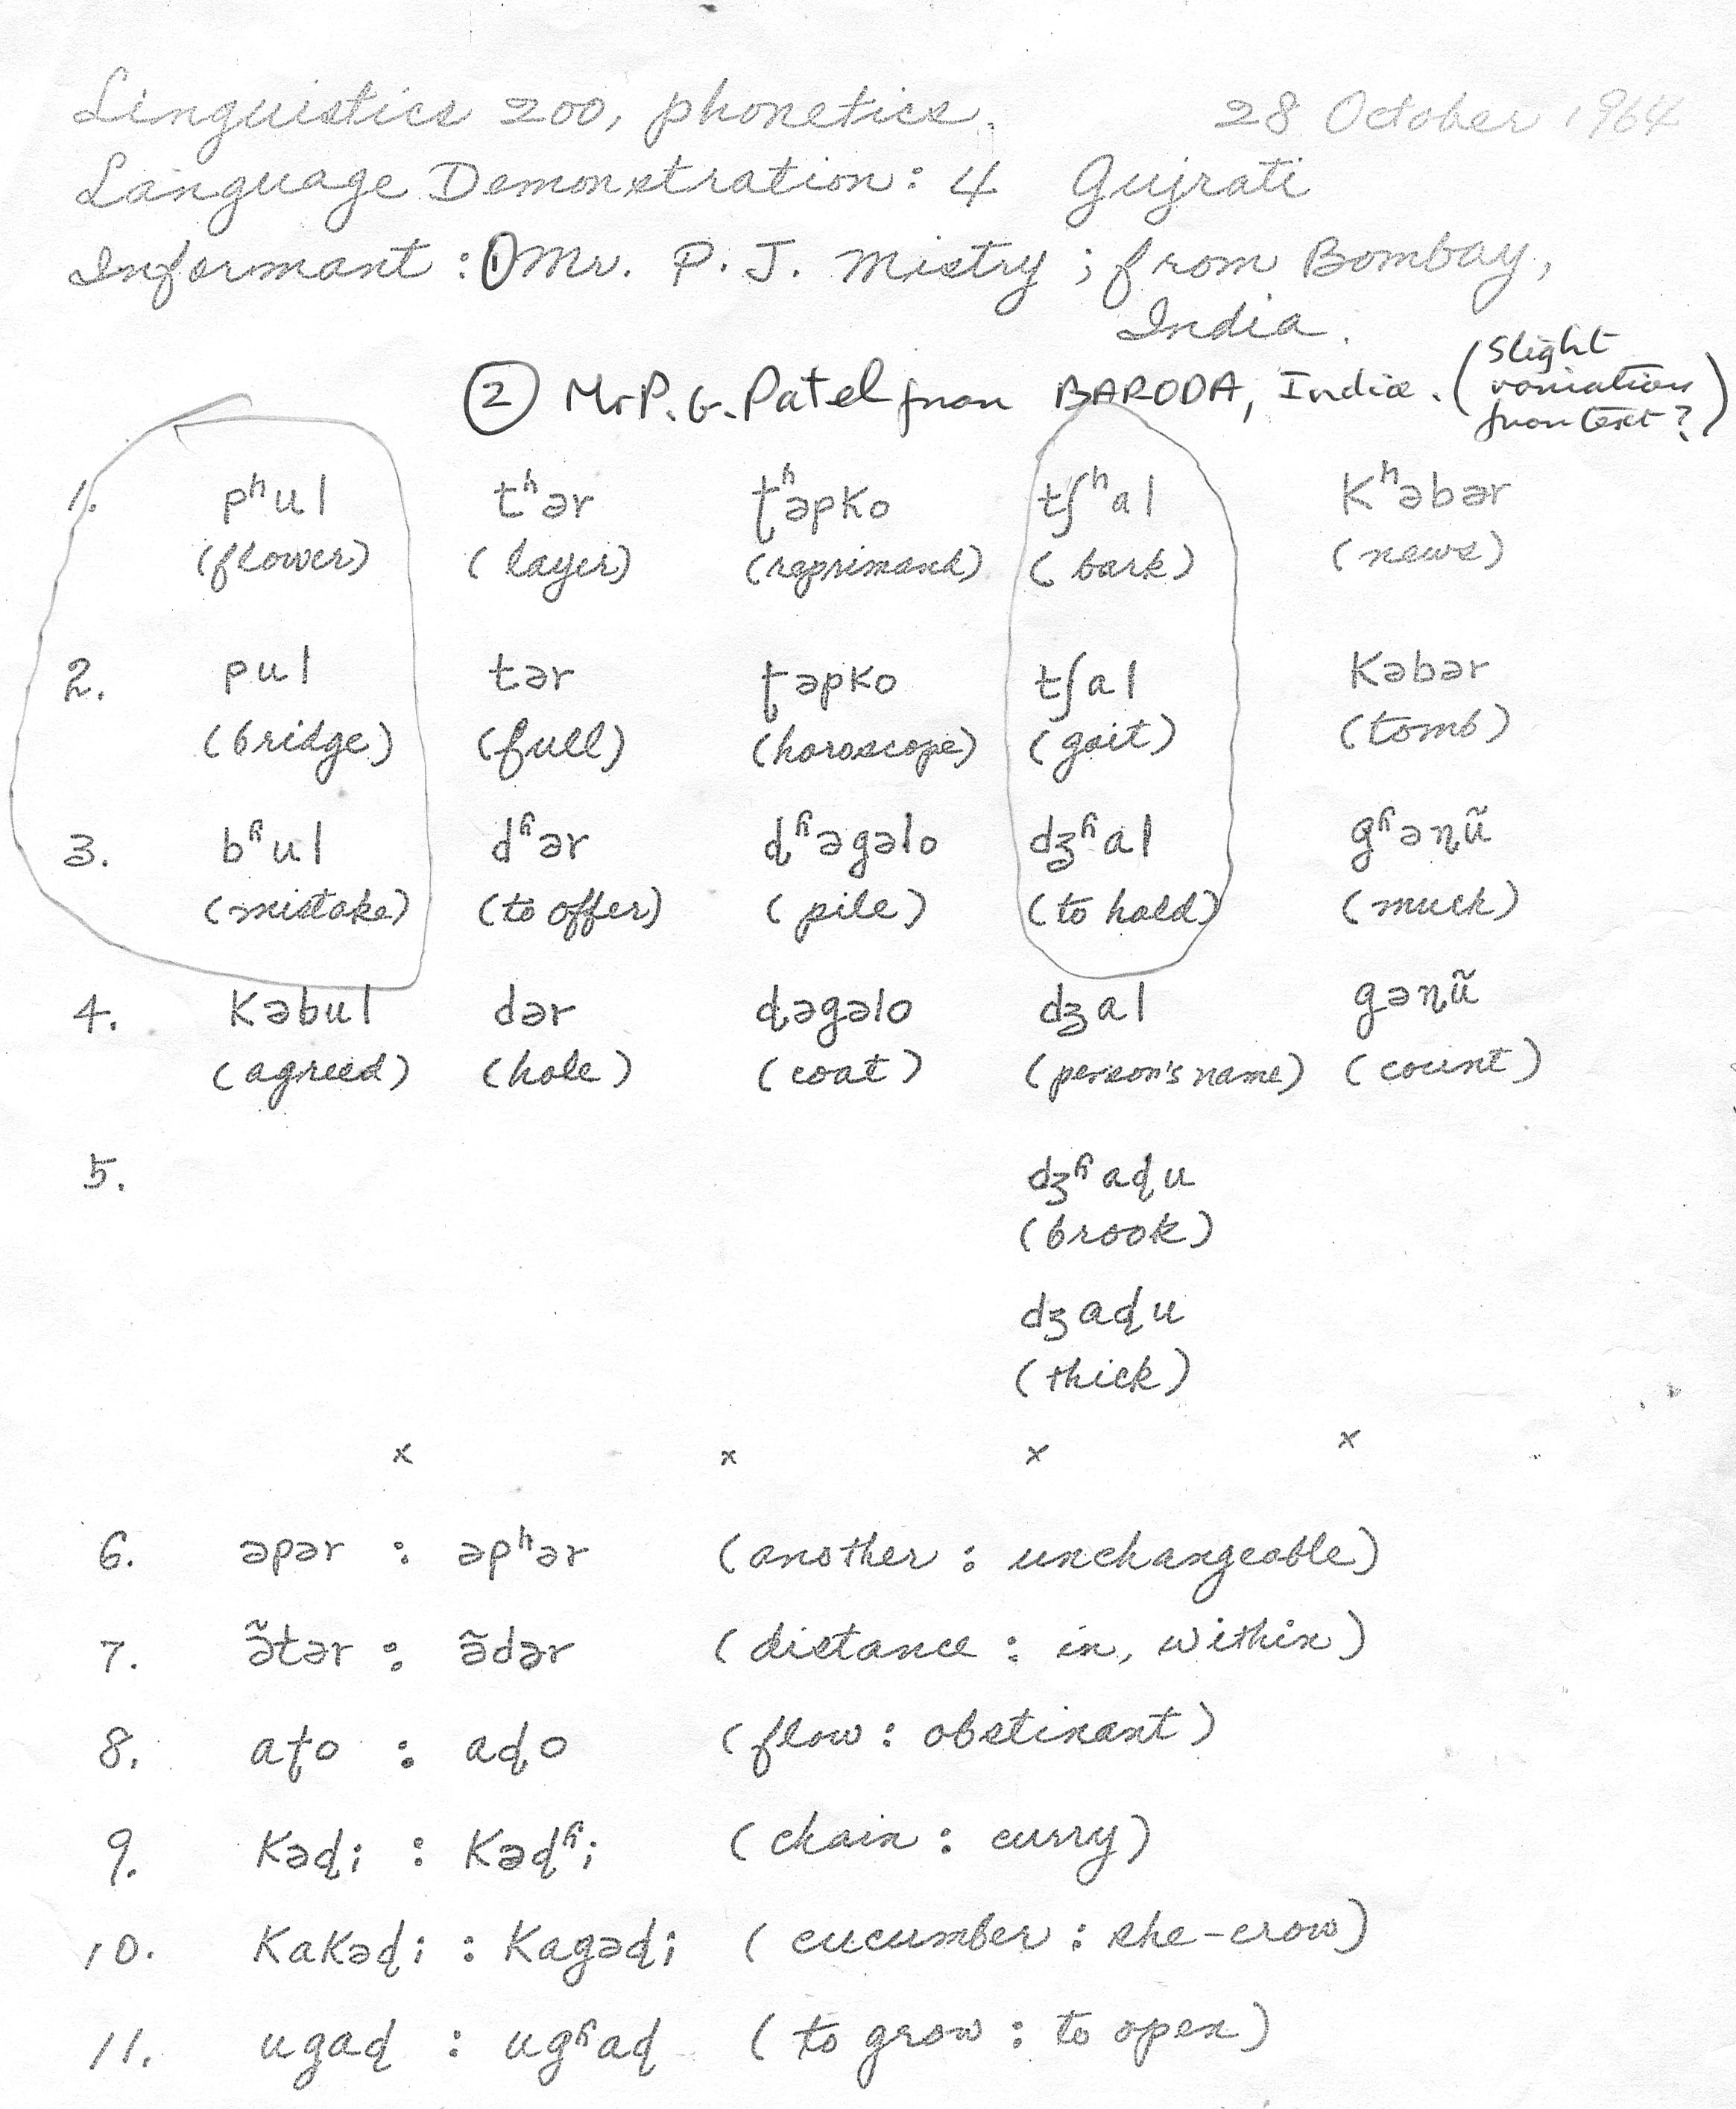 Linguistics 200, phonetics. 28 October 1964
Language Demonstration: 4 Gujrati
Informant: ① Mr. P. J. Mistry; from Bombay,
India.
② Mr P. G. Patel from BARODA, India. (Slight
variation
from text?)
1. pʰul tʰər ʈʰəpko tʃʰal kʰəbər
(flower) (layer) (reprimand) (bark) (news)
2. pul tər ʈəpko tʃal kəbər
(bridge) (full) (horoscope) (gait) (tomb)
3. bʱul dʱər ɖʱəgəlo dʒʱal gʱəɳũ
(mistake) (to offer) (pile) (to hold) (much)
4. kəbul dər ɖəgəlo dʒal gəɳũ
(agreed) (hole) (coat) (person's name) (count)
5. dʒʱaɖu
(brook)
dʒaɖu
(thick)
x x x x
6. əpər : əpʰər (another : unchangeable)
7. ə̃tər : ə̃dər (distance : in, within)
8. aʈo : aɖo (flow : obstinant)
9. kəɖi : kəɖʱi (chain : curry)
10. kakəɖi : kagəɖi (cucumber : she-crow)
11. ugaɖ : ugʱaɖ (to grow : to open)